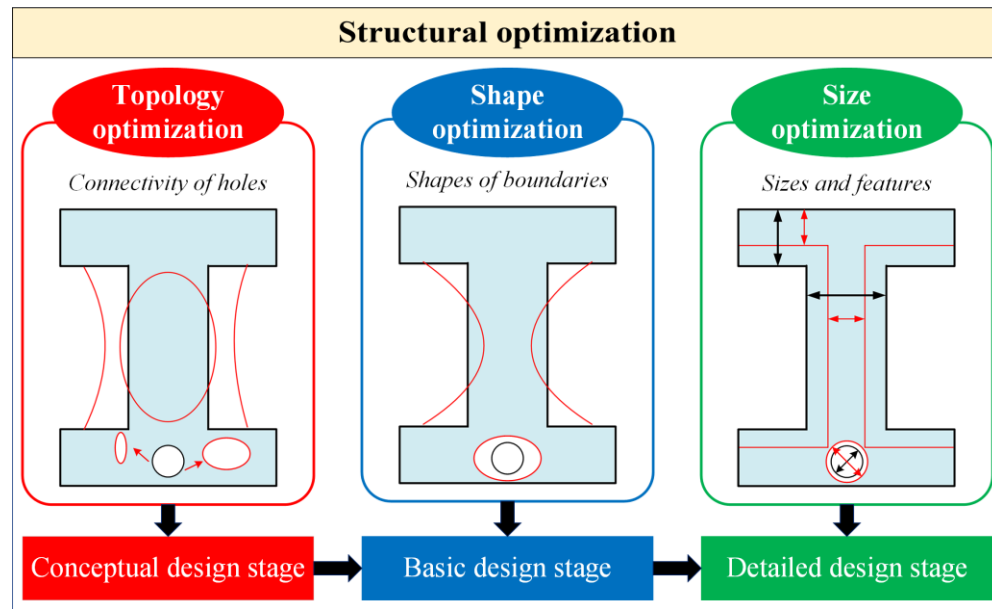 Structural optimization
Topology
optimization
Connectivity of holes
Shape
optimization
Shapes of boundaries
Size
optimization
Sizes and features
Conceptual design stage
Basic design stage
Detailed design stage